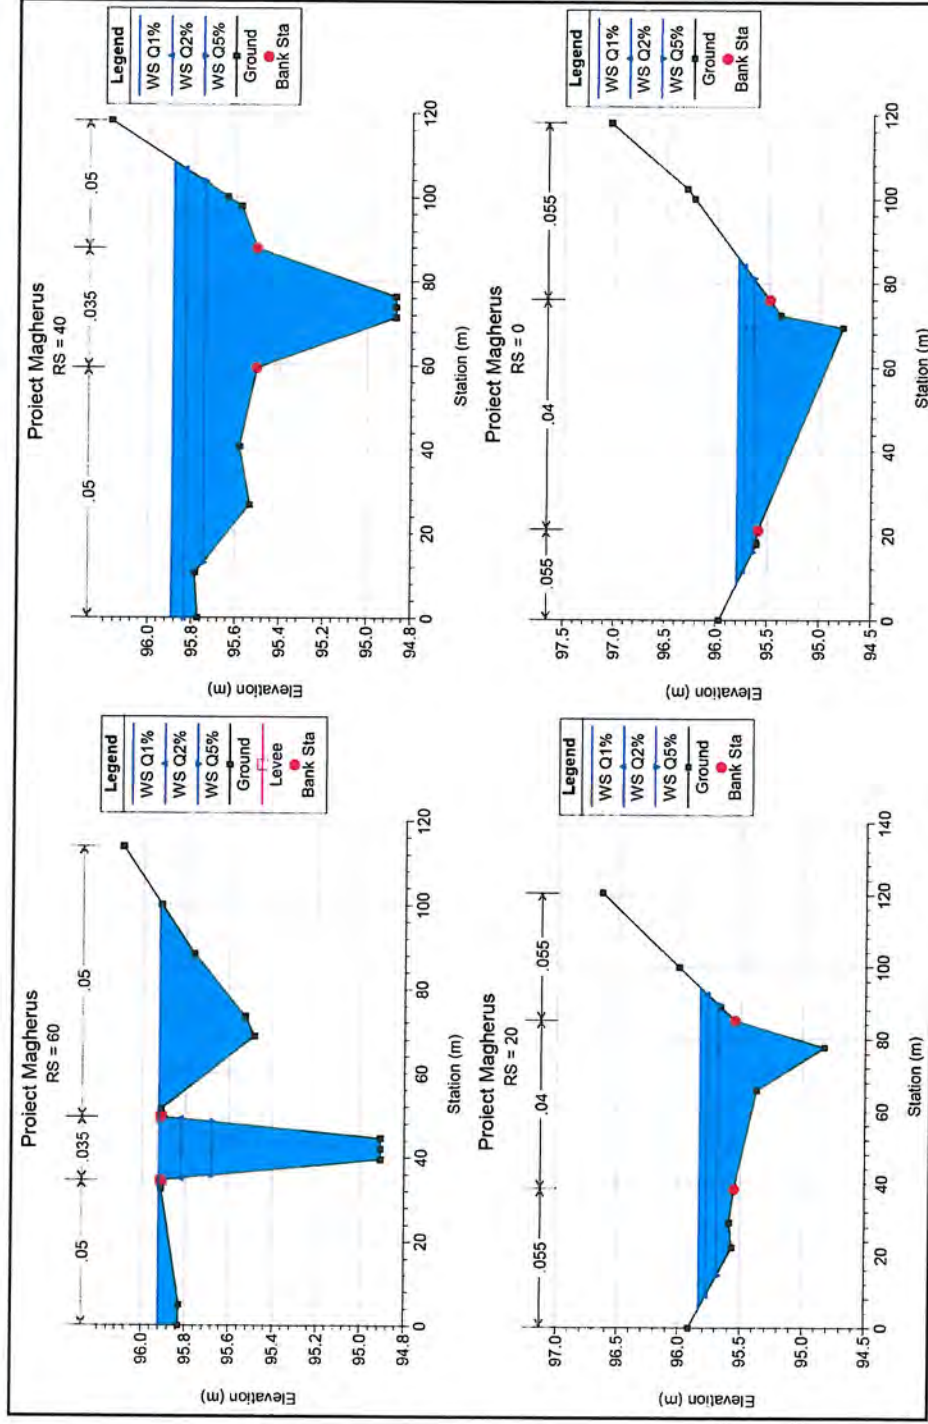 Proiect Magherus
RS = 60
.05
.035
.05
Legend
WS Q1%
WS Q2%
WS Q5%
Ground
Levee
Bank Sta
Elevation (m)
96.0
95.8
95.6
95.4
95.2
95.0
94.8
0
20
40
60
80
100
120
Station (m)
Proiect Magherus
RS = 40
.05
.035
.05
Legend
WS Q1%
WS Q2%
WS Q5%
Ground
Bank Sta
Elevation (m)
96.0
95.8
95.6
95.4
95.2
95.0
94.8
0
20
40
60
80
100
120
Station (m)
Proiect Magherus
RS = 20
.055
.04
.055
Legend
WS Q1%
WS Q2%
WS Q5%
Ground
Bank Sta
Elevation (m)
97.0
96.5
96.0
95.5
95.0
94.5
0
20
40
60
80
100
120
140
Station (m)
Proiect Magherus
RS = 0
.055
.04
.055
Legend
WS Q1%
WS Q2%
WS Q5%
Ground
Bank Sta
Elevation (m)
97.5
97.0
96.5
96.0
95.5
95.0
94.5
0
20
40
60
80
100
120
Station (m)